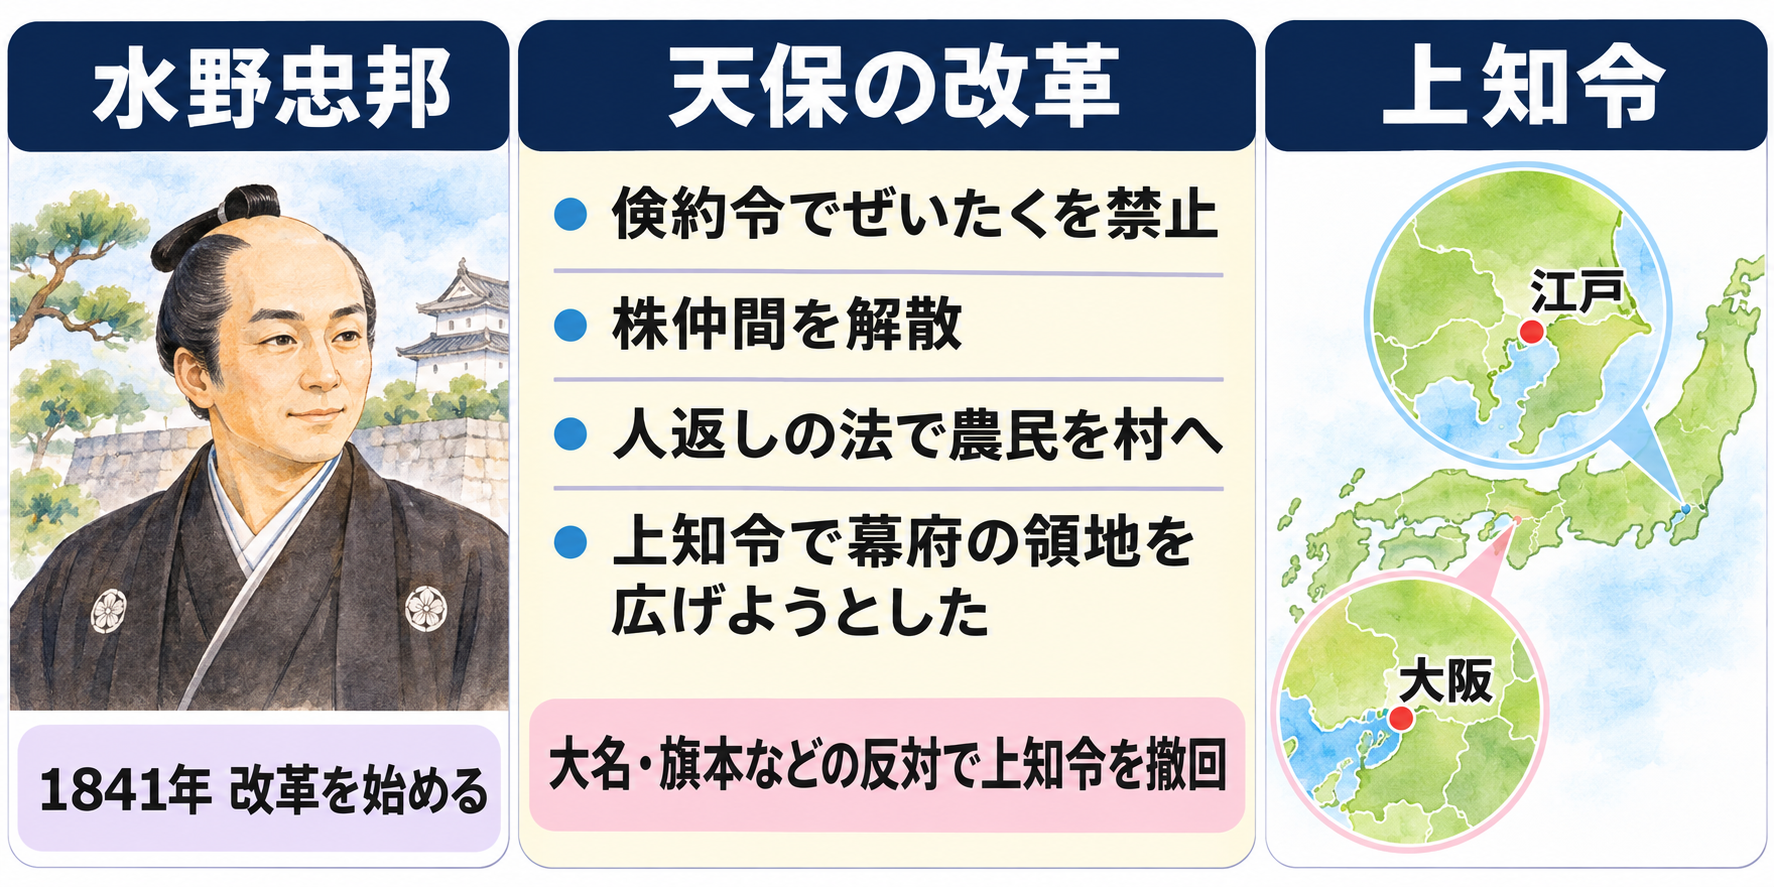 水野忠邦
1841年 改革を始める
天保の改革
倹約令でぜいたくを禁止
株仲間を解散
人返しの法で農民を村へ
上知令で幕府の領地を
広げようとした
大名・旗本などの反対で上知令を撤回
上知令
江戸
大阪